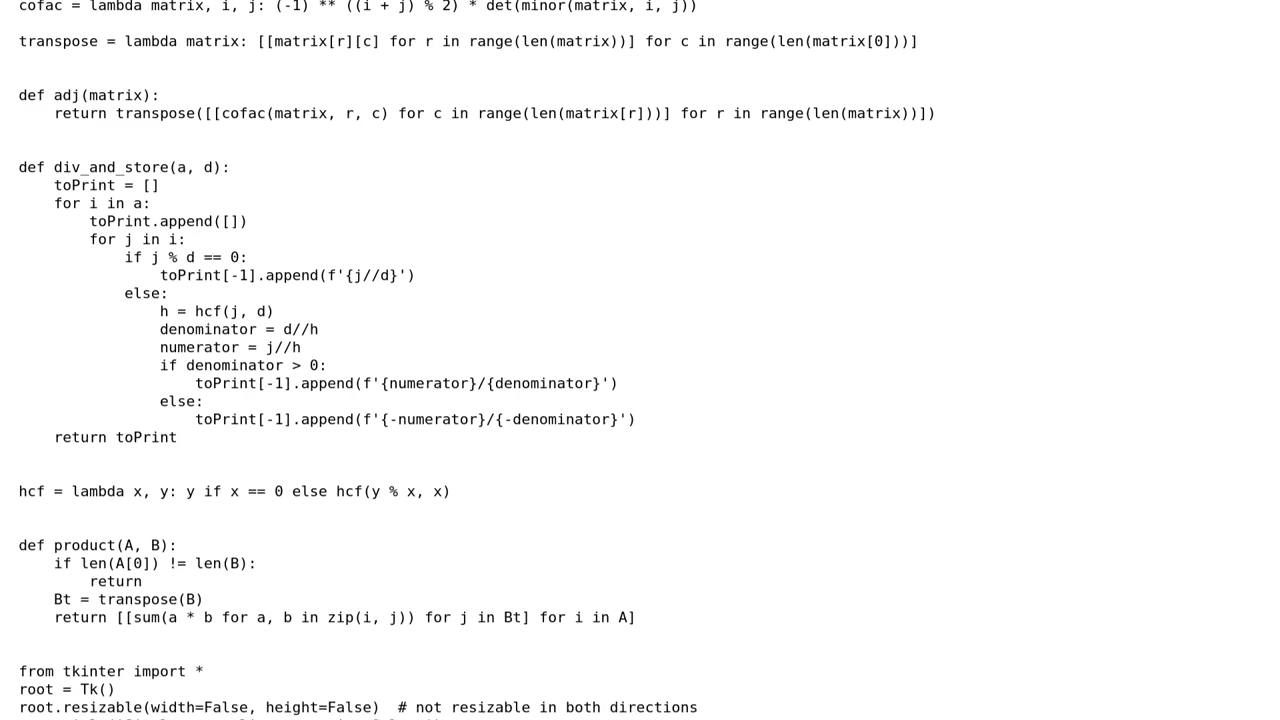 cofac = lambda matrix, i, j: (-1) ** ((i + j) % 2) * det(minor(matrix, i, j))
transpose = lambda matrix: [[matrix[r][c] for r in range(len(matrix))] for c in range(len(matrix[0]))]
def adj(matrix):
    return transpose([[cofac(matrix, r, c) for c in range(len(matrix[r]))] for r in range(len(matrix))])
def div_and_store(a, d):
    toPrint = []
    for i in a:
        toPrint.append([])
        for j in i:
            if j % d == 0:
                toPrint[-1].append(f'{j//d}')
            else:
                h = hcf(j, d)
                denominator = d//h
                numerator = j//h
                if denominator > 0:
                    toPrint[-1].append(f'{numerator}/{denominator}')
                else:
                    toPrint[-1].append(f'{-numerator}/{-denominator}')
    return toPrint
hcf = lambda x, y: y if x == 0 else hcf(y % x, x)
def product(A, B):
    if len(A[0]) != len(B):
        return
    Bt = transpose(B)
    return [[sum(a * b for a, b in zip(i, j)) for j in Bt] for i in A]
from tkinter import *
root = Tk()
root.resizable(width=False, height=False)  # not resizable in both directions